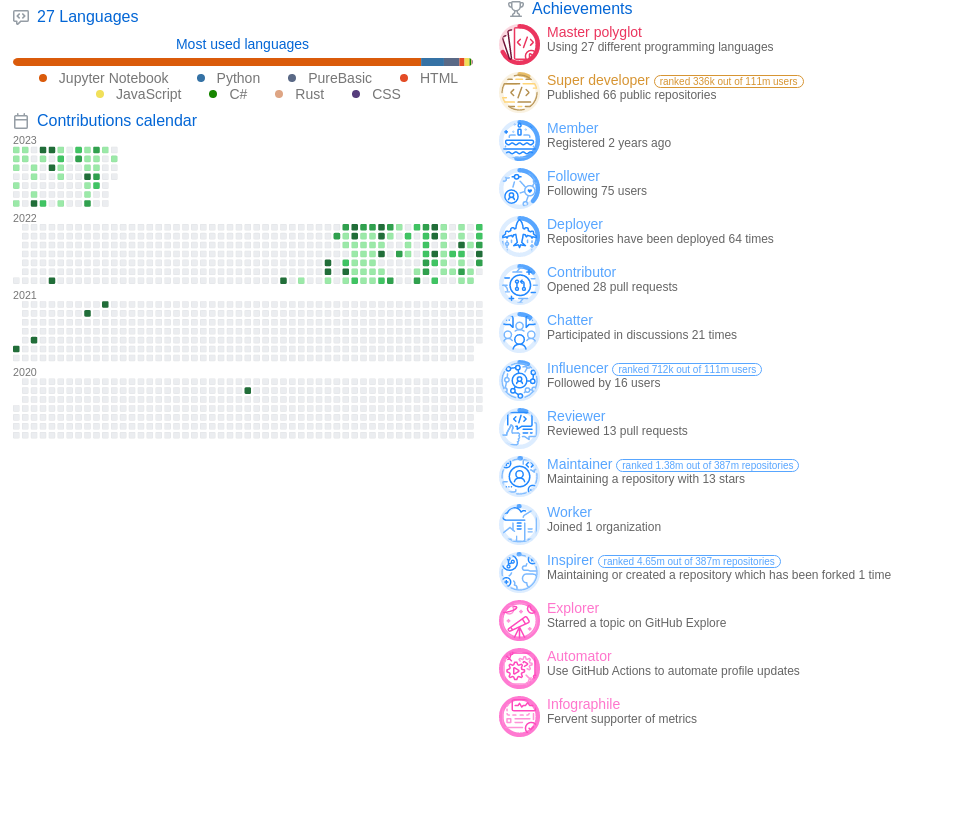 27 Languages
Most used languages
Jupyter Notebook Python PureBasic HTML
JavaScript C# Rust CSS
Contributions calendar
2023
2022
2021
2020
Achievements
Master polyglot
Using 27 different programming languages
Super developer ranked 336k out of 111m users
Published 66 public repositories
Member
Registered 2 years ago
Follower
Following 75 users
Deployer
Repositories have been deployed 64 times
Contributor
Opened 28 pull requests
Chatter
Participated in discussions 21 times
Influencer ranked 712k out of 111m users
Followed by 16 users
Reviewer
Reviewed 13 pull requests
Maintainer ranked 1.38m out of 387m repositories
Maintaining a repository with 13 stars
Worker
Joined 1 organization
Inspirer ranked 4.65m out of 387m repositories
Maintaining or created a repository which has been forked 1 time
Explorer
Starred a topic on GitHub Explore
Automator
Use GitHub Actions to automate profile updates
Infographile
Fervent supporter of metrics